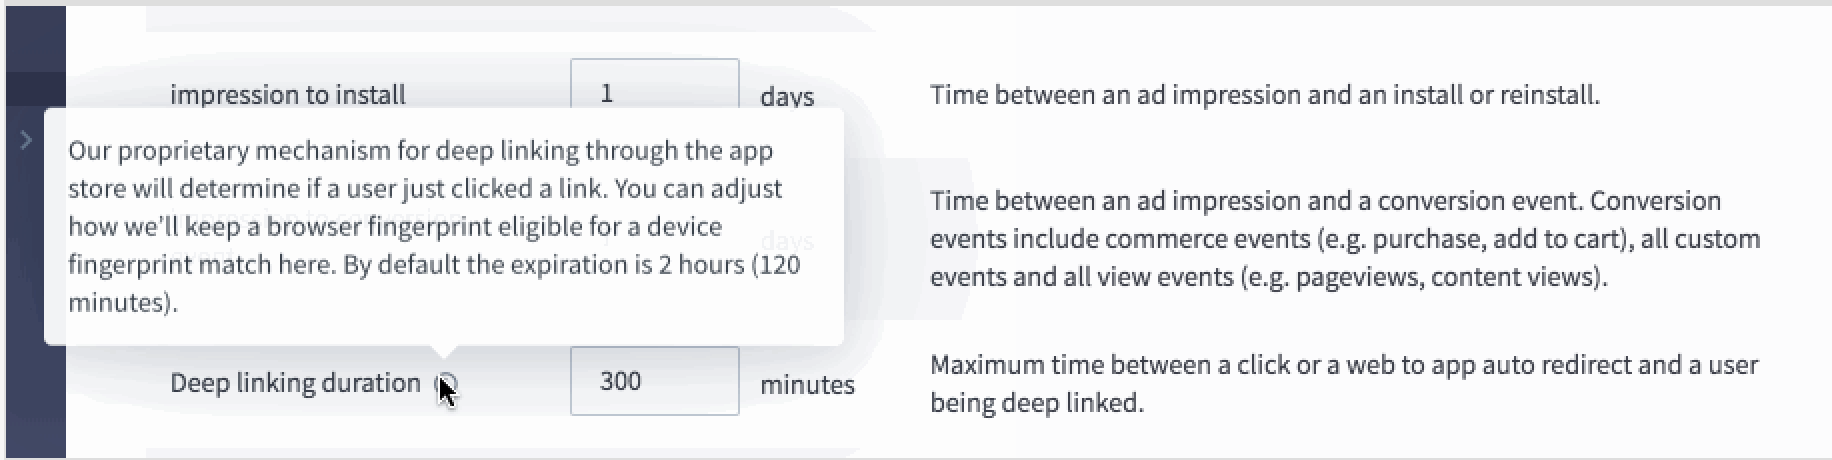 impression to install
1
days
Time between an ad impression and an install or reinstall.
Our proprietary mechanism for deep linking through the app
store will determine if a user just clicked a link. You can adjust
how we'll keep a browser fingerprint eligible for a device
fingerprint match here. By default the expiration is 2 hours (120
minutes).
days
Time between an ad impression and a conversion event. Conversion
events include commerce events (e.g. purchase, add to cart), all custom
events and all view events (e.g. pageviews, content views).
Deep linking duration
300
minutes
Maximum time between a click or a web to app auto redirect and a user
being deep linked.